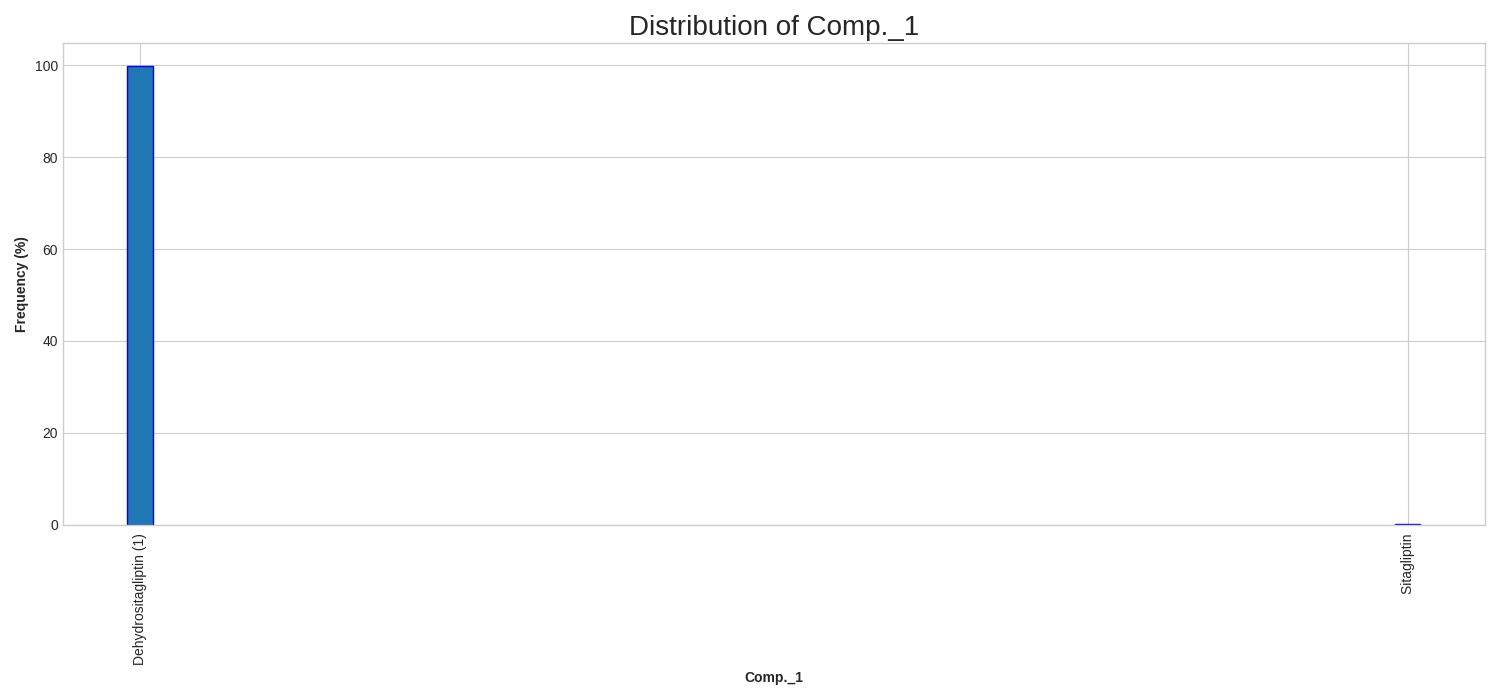 Distribution of Comp._1
100
80
60
40
20
0
Frequency (%)
Dehydrositagliptin (1)
Sitagliptin
Comp._1